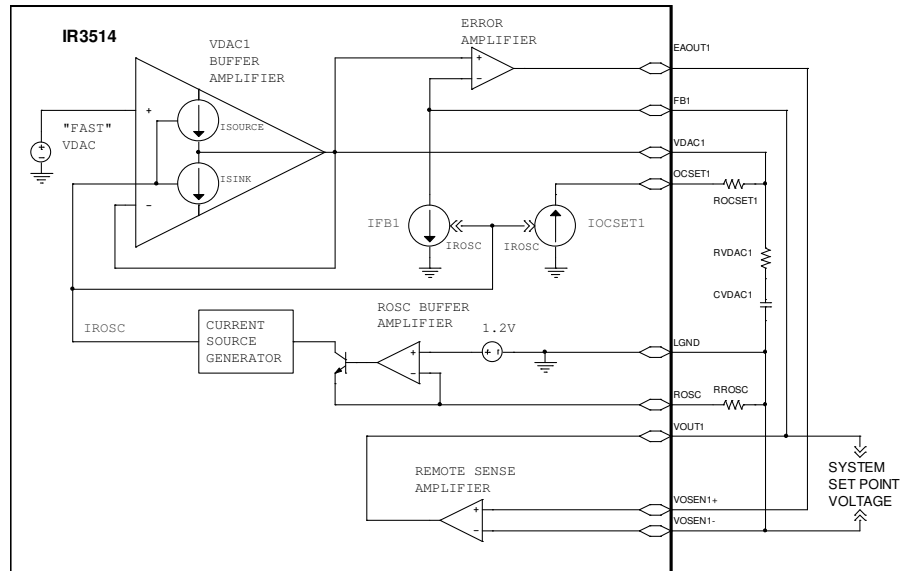 IR3514
VDAC1
BUFFER
AMPLIFIER
ERROR
AMPLIFIER
EAOUT1
+
−
FB1
+
ISOURCE
"FAST"
VDAC
+
−
VDAC1
ISINK
OCSET1
ROCSET1
−
IFB1
IROSC
IROSC
IOCSET1
RVDAC1
CVDAC1
ROSC BUFFER
AMPLIFIER
1.2V
IROSC
CURRENT
SOURCE
GENERATOR
+
−
+ -
LGND
ROSC
RROSC
VOUT1
REMOTE SENSE
AMPLIFIER
SYSTEM
SET POINT
VOLTAGE
+
−
VOSEN1+
VOSEN1-